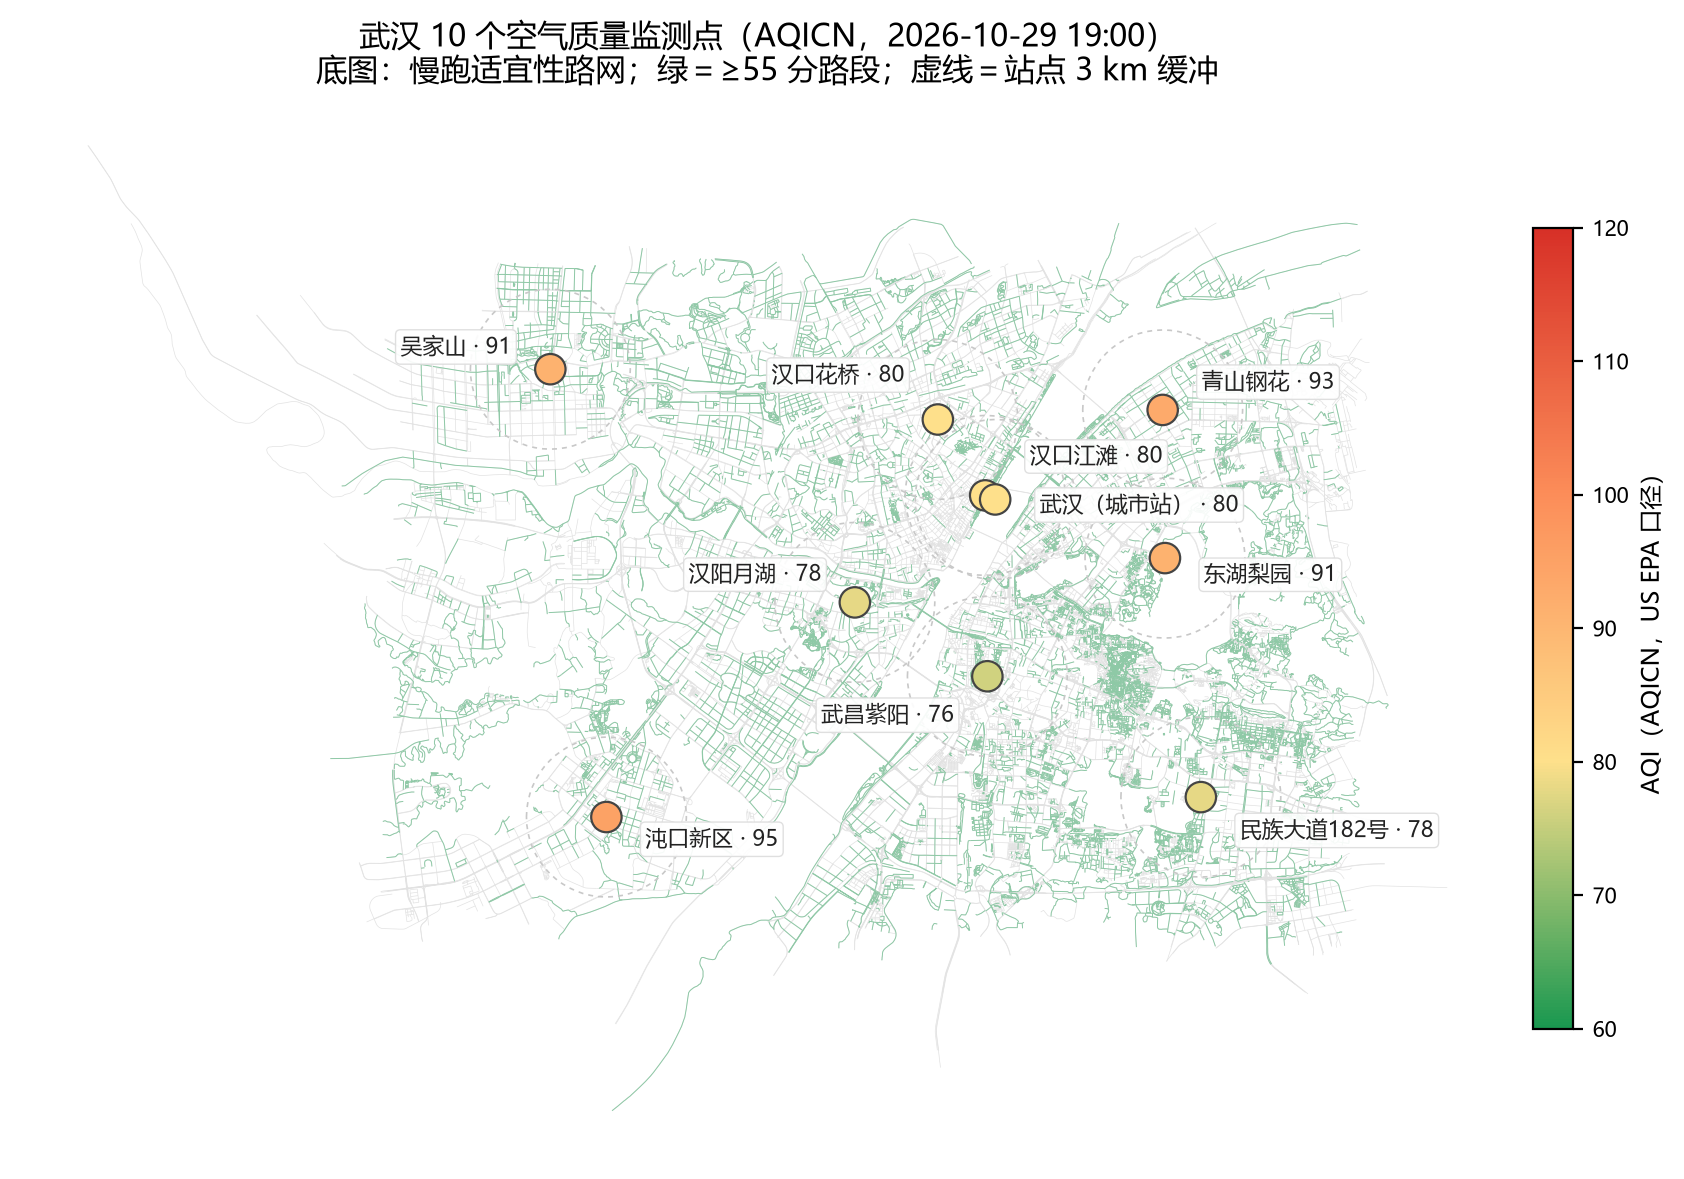 武汉 10 个空气质量监测点（AQICN，2026-10-29 19:00）
底图：慢跑适宜性路网；绿＝≥55 分路段；虚线＝站点 3 km 缓冲
吴家山 · 91
汉口花桥 · 80
青山钢花 · 93
汉口江滩 · 80
武汉（城市站） · 80
汉阳月湖 · 78
东湖梨园 · 91
武昌紫阳 · 76
沌口新区 · 95
民族大道182号 · 78
120
110
100
90
80
70
60
AQI（AQICN，US EPA 口径）